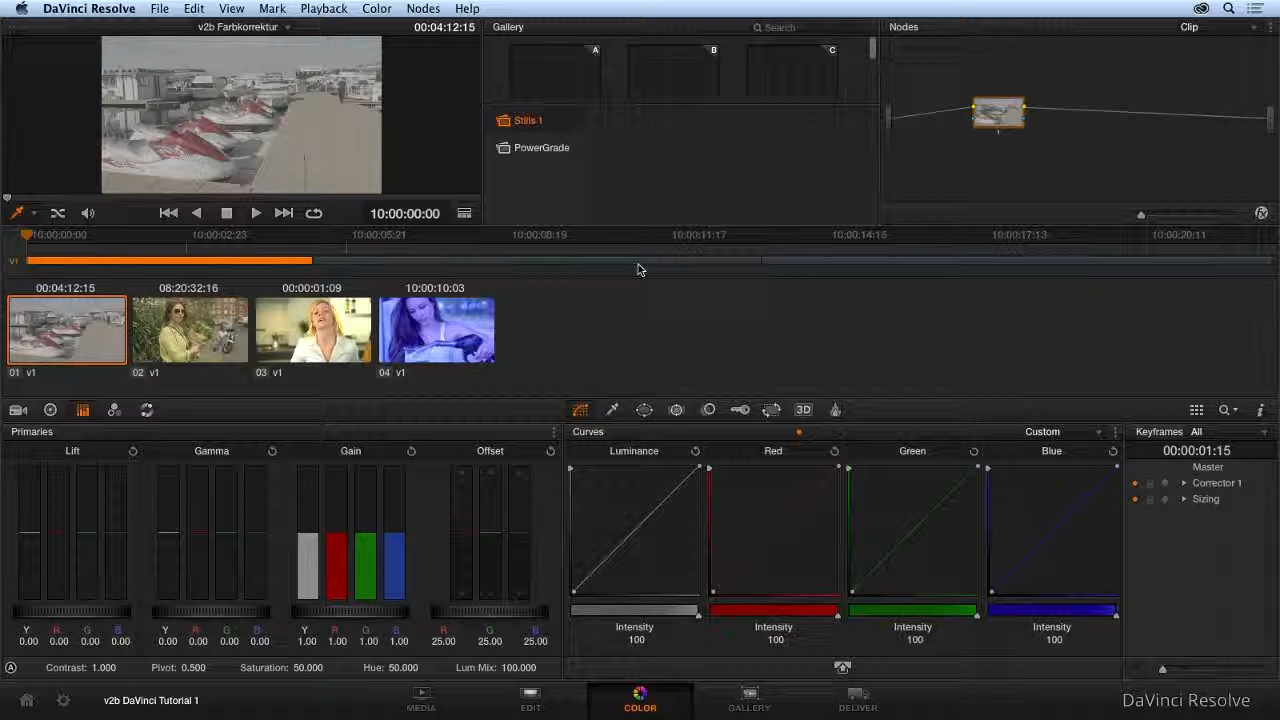 DaVinci Resolve File Edit View Mark Playback Color Nodes Help
v2b Farbkorrektur 00:04:12:15 Gallery Search Nodes Clip
A B C
Stills 1
PowerGrade
1
10:00:00:00
10:00:00:00 10:00:02:23 10:00:05:21 10:00:08:19 10:00:11:17 10:00:14:15 10:00:17:13 10:00:20:11
V1
00:04:12:15 08:20:32:16 00:00:01:09 10:00:10:03
01 v1 02 v1 03 v1 04 v1
3D
Primaries Curves Custom Keyframes All
Lift Gamma Gain Offset Luminance Red Green Blue 00:00:01:15
Master
Corrector 1
Sizing
Y R G B Y R G B Y R G B R G B Intensity Intensity Intensity Intensity
0.00 0.00 0.00 0.00 0.00 0.00 0.00 0.00 1.00 1.00 1.00 1.00 25.00 25.00 25.00 100 100 100 100
A Contrast: 1.000 Pivot: 0.500 Saturation: 50.000 Hue: 50.000 Lum Mix: 100.000
v2b DaVinci Tutorial 1 MEDIA EDIT COLOR GALLERY DELIVER DaVinci Resolve